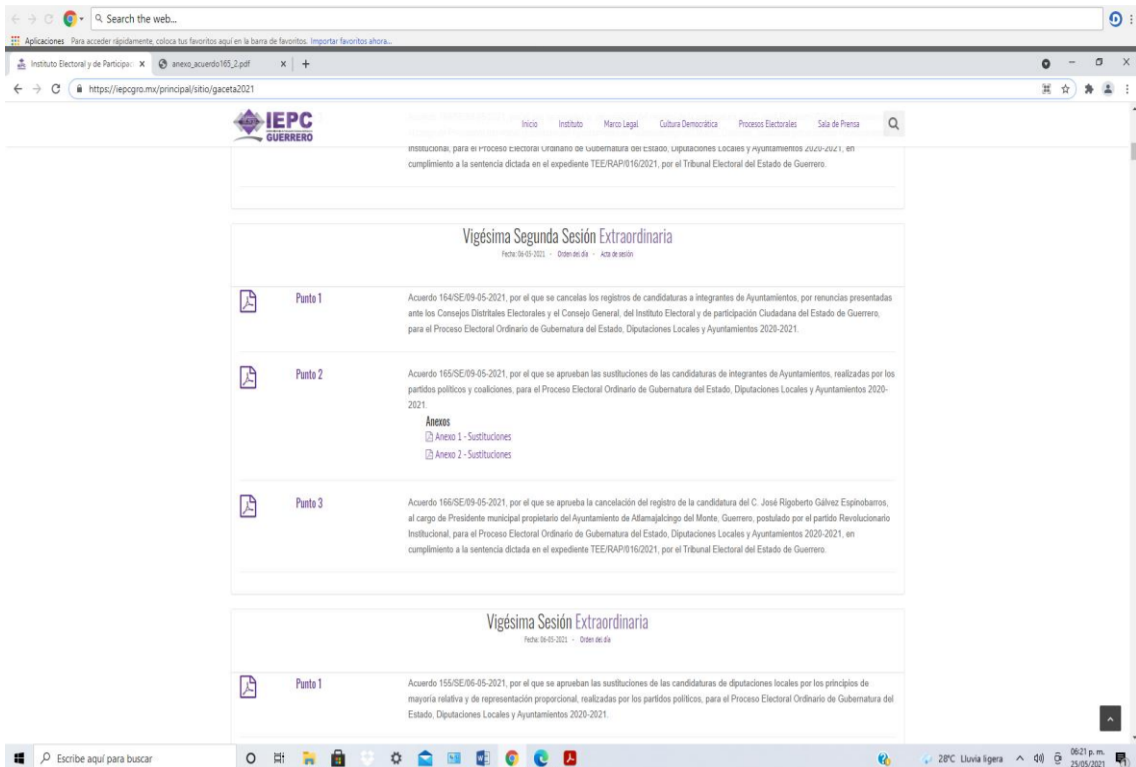 Search the web...
Aplicaciones Para acceder rápidamente, coloca tus favoritos aquí en la barra de favoritos. Importar favoritos ahora...
Instituto Electoral y de Participac x anexo_acuerdo165_2.pdf x +
https://iepcgro.mx/principal/sitio/gaceta2021
IEPC
GUERRERO
Inicio Instituto Marco Legal Cultura Democrática Procesos Electorales Sala de Prensa
Institucional, para el Proceso Electoral Ordinario de Gubernatura del Estado, Diputaciones Locales y Ayuntamientos 2020-2021, en
cumplimiento a la sentencia dictada en el expediente TEE/RAP/016/2021, por el Tribunal Electoral del Estado de Guerrero.
Vigésima Segunda Sesión Extraordinaria
Fecha: 06-05-2021 - Orden del día - Acta de sesión
Punto 1
Acuerdo 164/SE/09-05-2021, por el que se cancelas los registros de candidaturas a integrantes de Ayuntamientos, por renuncias presentadas
ante los Consejos Distritales Electorales y el Consejo General, del Instituto Electoral y de participación Ciudadana del Estado de Guerrero,
para el Proceso Electoral Ordinario de Gubernatura del Estado, Diputaciones Locales y Ayuntamientos 2020-2021.
Punto 2
Acuerdo 165/SE/09-05-2021, por el que se aprueban las sustituciones de las candidaturas de integrantes de Ayuntamientos, realizadas por los
partidos políticos y coaliciones, para el Proceso Electoral Ordinario de Gubernatura del Estado, Diputaciones Locales y Ayuntamientos 2020-
2021.
Anexos
Anexo 1 - Sustituciones
Anexo 2 - Sustituciones
Punto 3
Acuerdo 166/SE/09-05-2021, por el que se aprueba la cancelación del registro de la candidatura del C. José Rigoberto Gálvez Espinobarros,
al cargo de Presidente municipal propietario del Ayuntamiento de Atlamajalcingo del Monte, Guerrero, postulado por el partido Revolucionario
Institucional, para el Proceso Electoral Ordinario de Gubernatura del Estado, Diputaciones Locales y Ayuntamientos 2020-2021, en
cumplimiento a la sentencia dictada en el expediente TEE/RAP/016/2021, por el Tribunal Electoral del Estado de Guerrero.
Vigésima Sesión Extraordinaria
Fecha: 06-05-2021 - Orden del día
Punto 1
Acuerdo 155/SE/06-05-2021, por el que se aprueban las sustituciones de las candidaturas de diputaciones locales por los principios de
mayoría relativa y de representación proporcional, realizadas por los partidos políticos, para el Proceso Electoral Ordinario de Gubernatura del
Estado, Diputaciones Locales y Ayuntamientos 2020-2021.
Escribe aquí para buscar
28°C Lluvia ligera
06:21 p. m.
25/05/2021